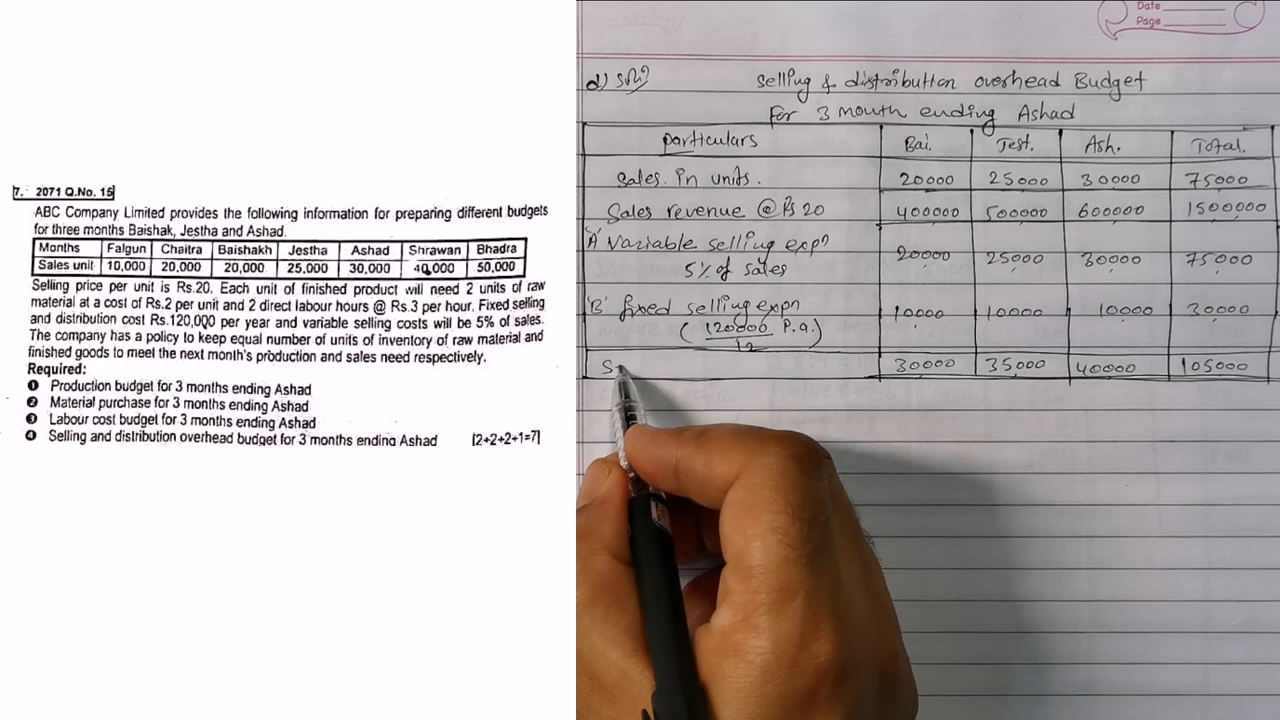 7. 2071 Q.No. 15
ABC Company Limited provides the following information for preparing different budgets
for three months Baishak, Jestha and Ashad.
Months Falgun Chaitra Baishakh Jestha Ashad Shrawan Bhadra
Sales unit 10,000 20,000 20,000 25,000 30,000 40,000 50,000
Selling price per unit is Rs.20. Each unit of finished product will need 2 units of raw
material at a cost of Rs.2 per unit and 2 direct labour hours @ Rs.3 per hour. Fixed selling
and distribution cost Rs.120,000 per year and variable selling costs will be 5% of sales.
The company has a policy to keep equal number of units of inventory of raw material and
finished goods to meet the next month's production and sales need respectively.
Required:
1 Production budget for 3 months ending Ashad
2 Material purchase for 3 months ending Ashad
3 Labour cost budget for 3 months ending Ashad
4 Selling and distribution overhead budget for 3 months ending Ashad [2+2+2+1=7]
Date
Page
d) Soln
Selling & distribution overhead Budget
For 3 month ending Ashad
particulars Bai. Jest. Ash. Total.
Sales. in units. 20000 25000 30000 75000
Sales revenue @ Rs 20 400000 500000 600000 1500000
'A' Variable selling expn 20000 25000 30000 75000
5% of sales
'B' fixed selling expn 10000 10000 10000 30000
(120000 P.a.)
12
S 30000 35000 40000 105000